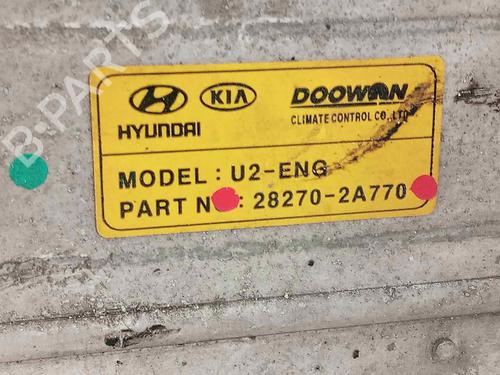 B-PARTS
HYUNDAI
KIA
DOOWON
CLIMATE CONTROL CO., LTD
MODEL : U2-ENG
PART N : 28270-2A770